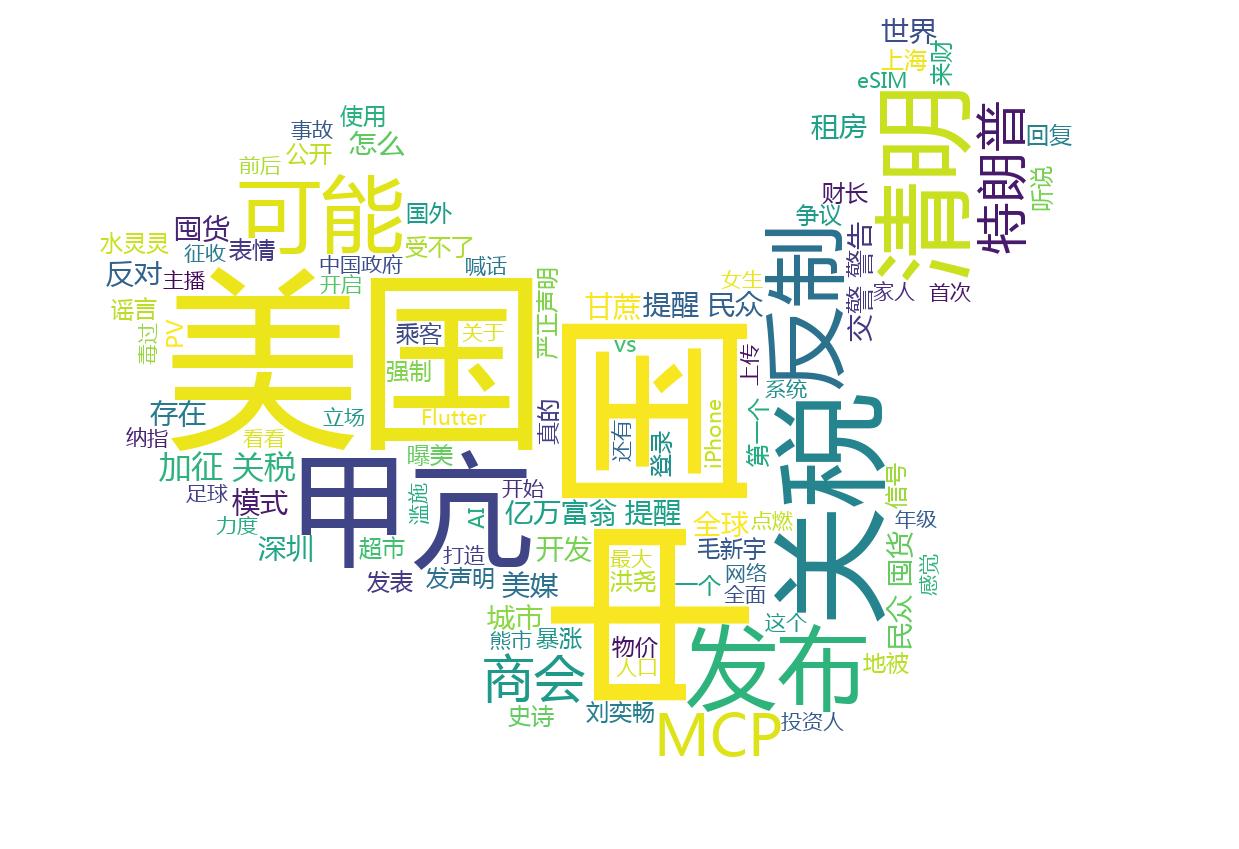 世界
上海
来财
eSIM
清明
特朗普
租房
回复
听说
财长
争议
使用
事故
怎么
公开
前后
可能
国外
囤货
水灵灵
征收
表情
受不了
反对
主播
中国政府
喊话
开启
谣言
PV
毒过
美国
乘客
关于
强制
Flutter
立场
严正声明
甘蔗
提醒 民众
女生
vs
中国
反制
交警 警告
家人
首次
上传
系统
真的
还有
登录
iPhone
第一个
关税
存在
纳指
看看
加征 关税
曝美
足球
模式
力度
甲亢
滥施
AI
开始
亿万富翁 提醒
全球
点燃
信号
年级
深圳
超市
打造
开发
毛新宇
最大
洪尧
一个
网络
全面
民众 囤货
感觉
发表
发声明
美媒
城市
这个
熊市
暴涨
物价
人口
发布
地被
商会
史诗
刘奕畅
MCP
投资人